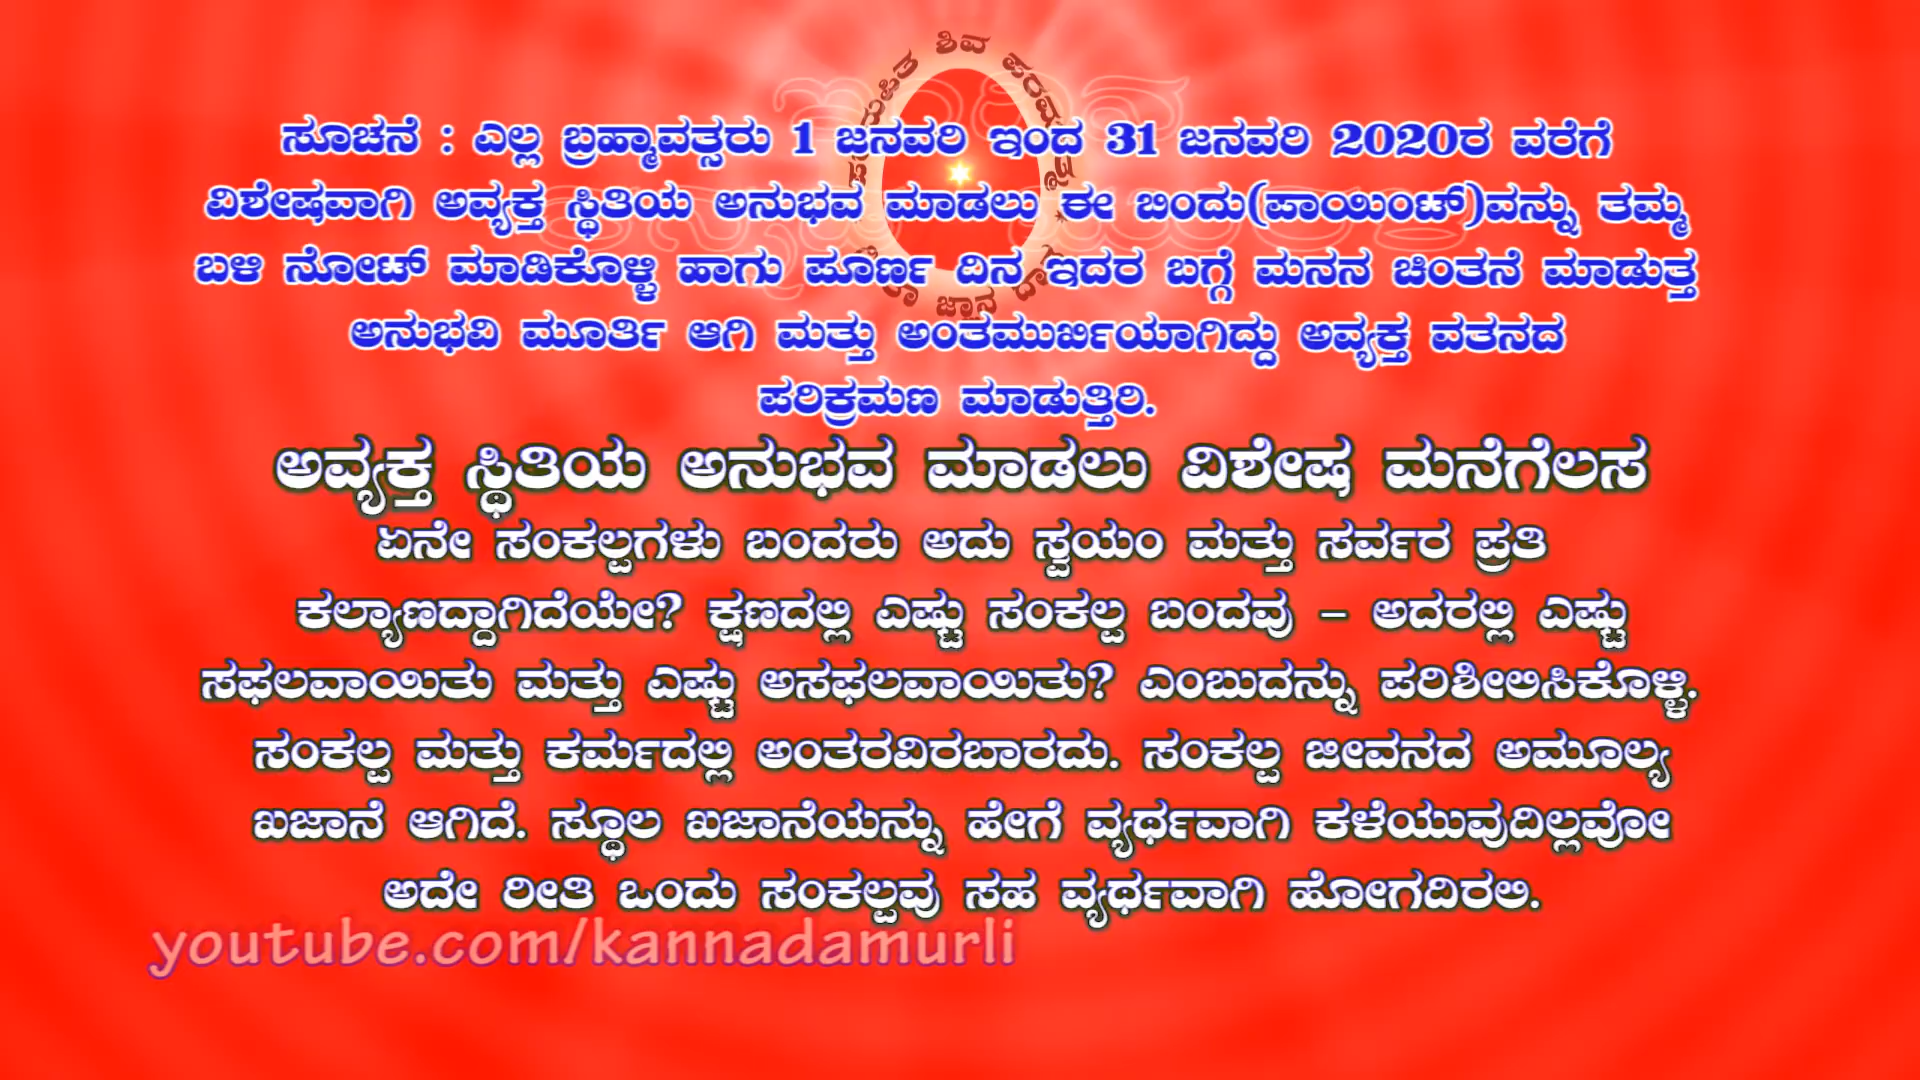 ಸೂಚನೆ : ಎಲ್ಲ ಬ್ರಹ್ಮಾವತ್ಸರು 1 ಜನವರಿ ಇಂದ 31 ಜನವರಿ 2020ರ ವರೆಗೆ
ವಿಶೇಷವಾಗಿ ಅವ್ಯಕ್ತ ಸ್ಥಿತಿಯ ಅನುಭವ ಮಾಡಲು ಈ ಬಿಂದು(ಪಾಯಿಂಟ್)ವನ್ನು ತಮ್ಮ
ಬಳಿ ನೋಟ್ ಮಾಡಿಕೊಳ್ಳಿ ಹಾಗು ಪೂರ್ಣ ದಿನ ಇದರ ಬಗ್ಗೆ ಮನನ ಚಿಂತನೆ ಮಾಡುತ್ತ
ಅನುಭವಿ ಮೂರ್ತಿ ಆಗಿ ಮತ್ತು ಅಂತಮುರ್ಖಿಯಾಗಿದ್ದು ಅವ್ಯಕ್ತ ವತನದ
ಪರಿಕ್ರಮಣ ಮಾಡುತ್ತಿರಿ.
ಅವ್ಯಕ್ತ ಸ್ಥಿತಿಯ ಅನುಭವ ಮಾಡಲು ವಿಶೇಷ ಮನೆಗೆಲಸ
ಏನೇ ಸಂಕಲ್ಪಗಳು ಬಂದರು ಅದು ಸ್ವಯಂ ಮತ್ತು ಸರ್ವರ ಪ್ರತಿ
ಕಲ್ಯಾಣದ್ದಾಗಿದೆಯೇ? ಕ್ಷಣದಲ್ಲಿ ಎಷ್ಟು ಸಂಕಲ್ಪ ಬಂದವು – ಅದರಲ್ಲಿ ಎಷ್ಟು
ಸಫಲವಾಯಿತು ಮತ್ತು ಎಷ್ಟು ಅಸಫಲವಾಯಿತು? ಎಂಬುದನ್ನು ಪರಿಶೀಲಿಸಿಕೊಳ್ಳಿ.
ಸಂಕಲ್ಪ ಮತ್ತು ಕರ್ಮದಲ್ಲಿ ಅಂತರವಿರಬಾರದು. ಸಂಕಲ್ಪ ಜೀವನದ ಅಮೂಲ್ಯ
ಖಜಾನೆ ಆಗಿದೆ. ಸ್ಥೂಲ ಖಜಾನೆಯನ್ನು ಹೇಗೆ ವ್ಯರ್ಥವಾಗಿ ಕಳೆಯುವುದಿಲ್ಲವೋ
ಅದೇ ರೀತಿ ಒಂದು ಸಂಕಲ್ಪವು ಸಹ ವ್ಯರ್ಥವಾಗಿ ಹೋಗದಿರಲಿ.
youtube.com/kannadamurli